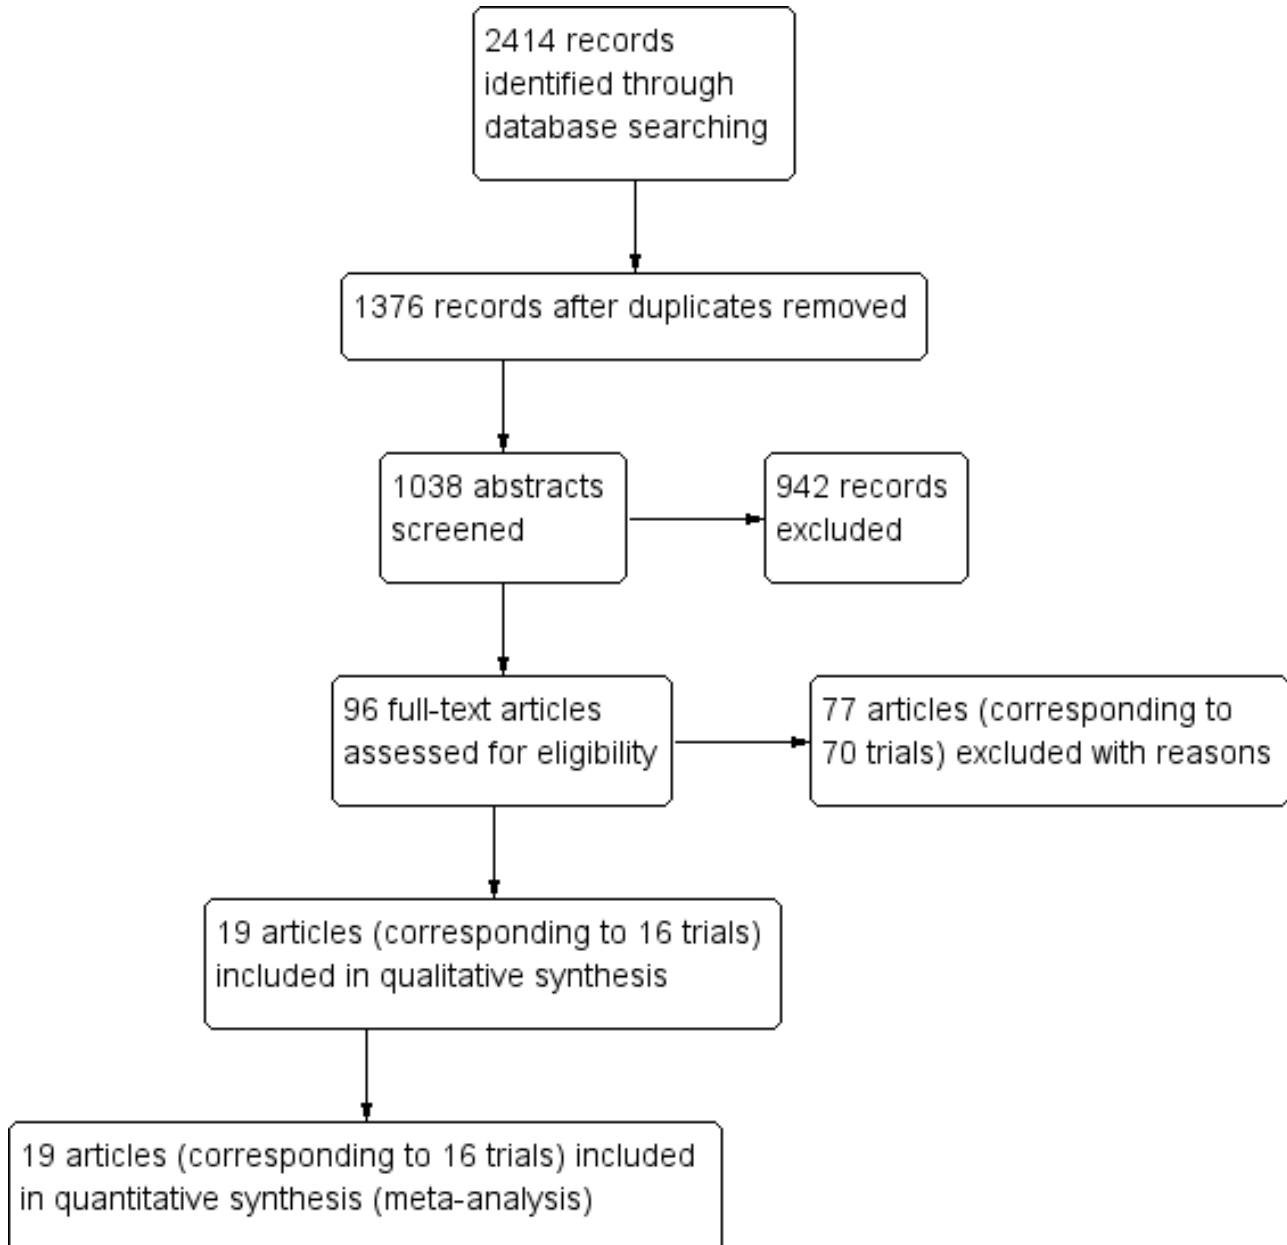 2414 records
identified through
database searching
1376 records after duplicates removed
1038 abstracts
screened
942 records
excluded
96 full-text articles
assessed for eligibility
77 articles (corresponding to
70 trials) excluded with reasons
19 articles (corresponding to 16 trials)
included in qualitative synthesis
19 articles (corresponding to 16 trials) included
in quantitative synthesis (meta-analysis)